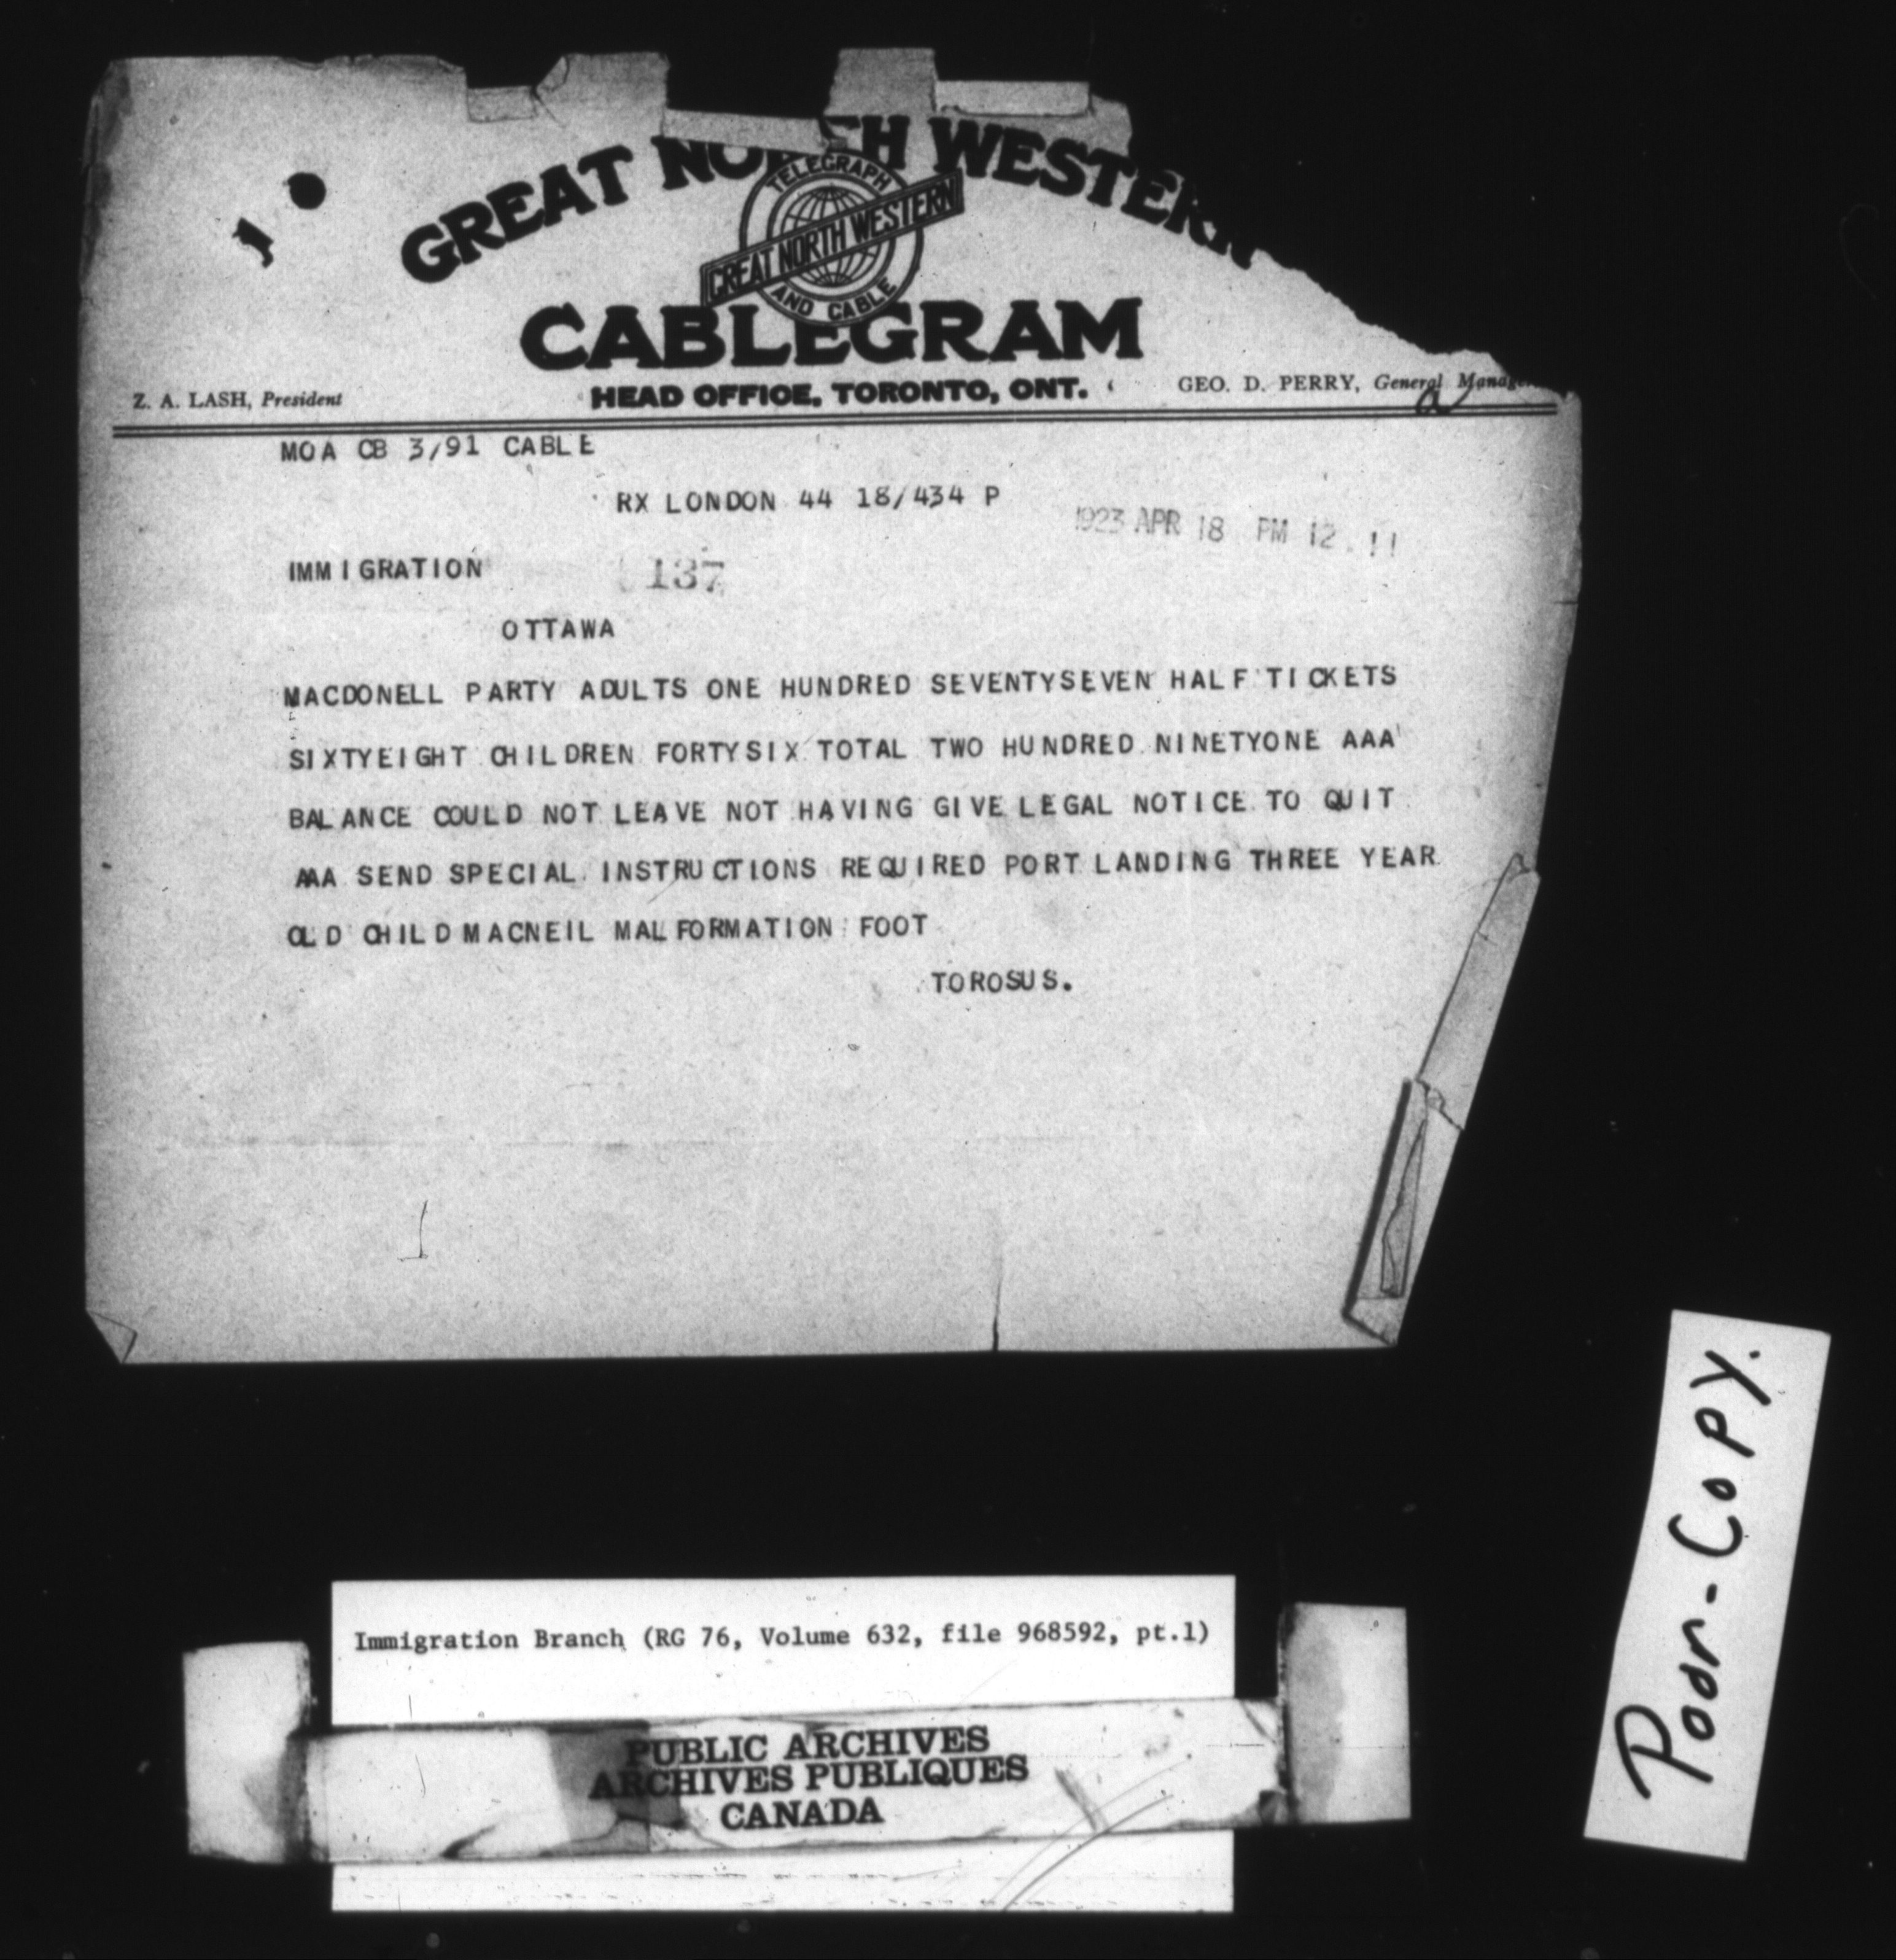 GREAT NORTH WESTERN
TELEGRAPH
GREAT NORTH WESTERN
AND CABLE
CABLEGRAM
HEAD OFFICE, TORONTO, ONT.
Z. A. LASH, President
GEO. D. PERRY, General Manager
MOA CB 3/91 CABLE
RX LONDON 44 18/434 P
1923 APR 18 PM 12 . 11
IMMIGRATION
137
OTTAWA
MACDONELL PARTY ADULTS ONE HUNDRED SEVENTYSEVEN HALF TICKETS
SIXTYEIGHT CHILDREN FORTYSIX TOTAL TWO HUNDRED NINETYONE AAA
BALANCE COULD NOT LEAVE NOT HAVING GIVE LEGAL NOTICE TO QUIT
AAA SEND SPECIAL INSTRUCTIONS REQUIRED PORT LANDING THREE YEAR
OLD CHILD MACNEIL MALFORMATION FOOT
TOROSUS.
Poor-Copy.
Immigration Branch (RG 76, Volume 632, file 968592, pt.1)
PUBLIC ARCHIVES
ARCHIVES PUBLIQUES
CANADA